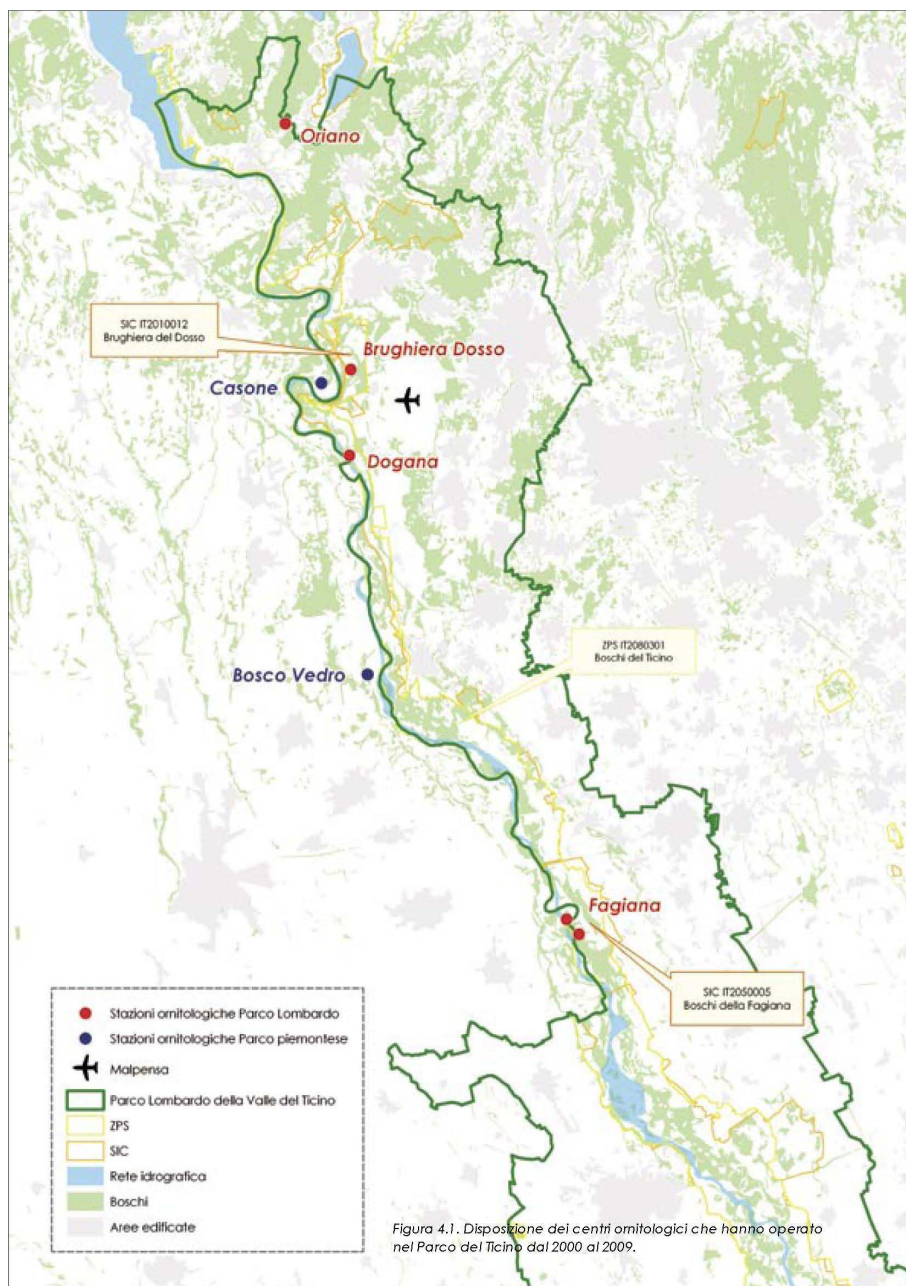 Oriano
SIC IT2010012
Brughiera del Dosso
Brughiera Dosso
Casone
Dogana
ZPS IT2080301
Boschi del Ticino
Bosco Vedro
Fagiana
SIC IT2050005
Boschi della Fagiana
Stazioni ornitologiche Parco Lombardo
Stazioni ornitologiche Parco piemontese
Malpensa
Parco Lombardo della Valle del Ticino
ZPS
SIC
Rete idrografica
Boschi
Aree edificate
Figura 4.1. Disposizione dei centri ornitologici che hanno operato
nel Parco del Ticino dal 2000 al 2009.